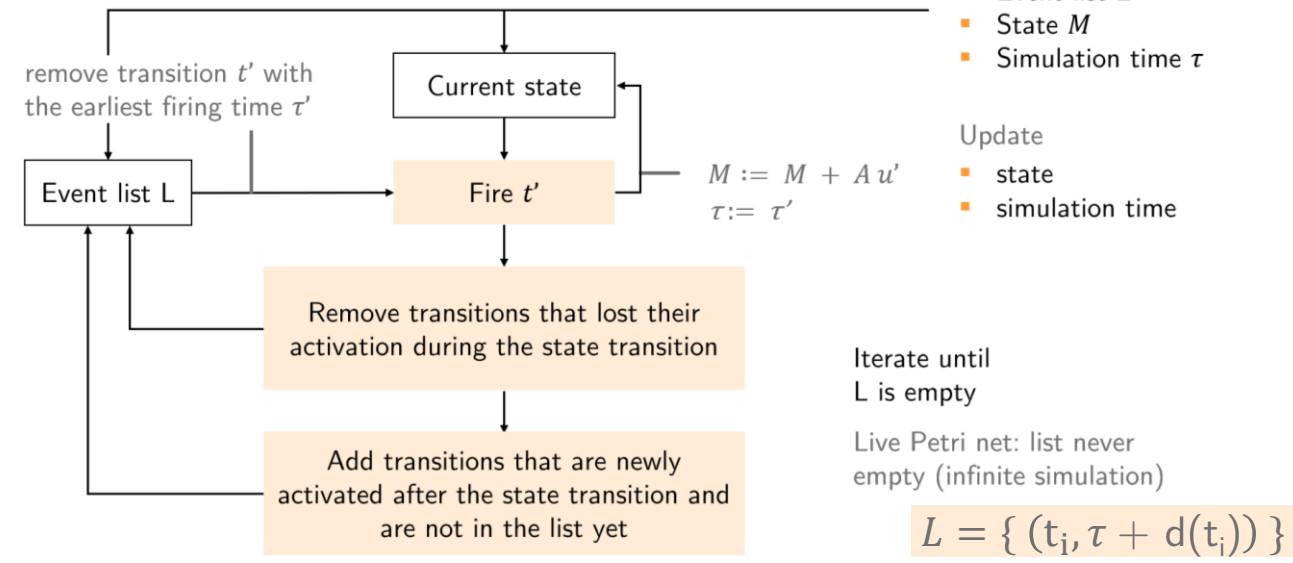 State M
Simulation time τ
remove transition t' with
the earliest firing time τ'
Current state
Update
state
simulation time
Event list L
Fire t'
M := M + A u'
τ:= τ'
Remove transitions that lost their
activation during the state transition
Iterate until
L is empty
Live Petri net: list never
empty (infinite simulation)
Add transitions that are newly
activated after the state transition and
are not in the list yet
L = { (tᵢ, τ + d(tᵢ)) }